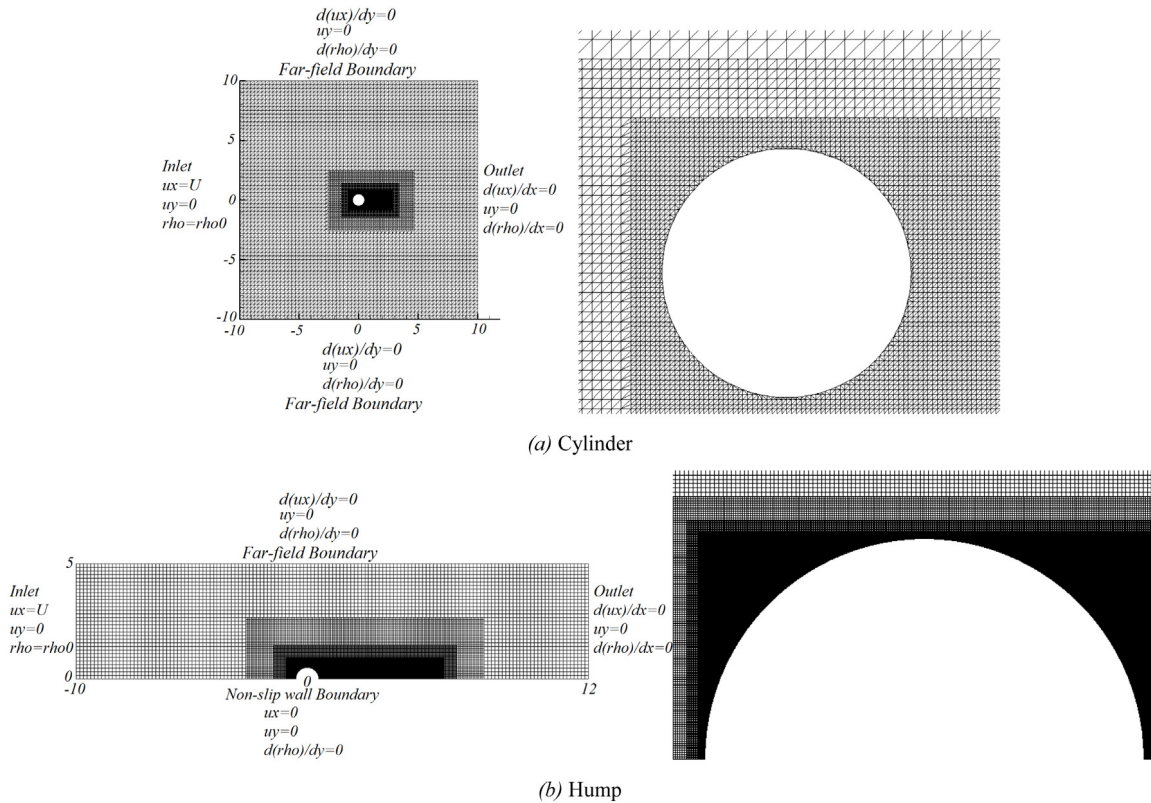 d(ux)/dy=0
uy=0
d(rho)/dy=0
Far-field Boundary
10
5
0
-5
-10
Inlet
ux=U
uy=0
rho=rho0
Outlet
d(ux)/dx=0
uy=0
d(rho)/dx=0
-10 -5 0 5 10
d(ux)/dy=0
uy=0
d(rho)/dy=0
Far-field Boundary
(a) Cylinder
d(ux)/dy=0
uy=0
d(rho)/dy=0
Far-field Boundary
5
0
Inlet
ux=U
uy=0
rho=rho0
Outlet
d(ux)/dx=0
uy=0
d(rho)/dx=0
-10 0 12
Non-slip wall Boundary
ux=0
uy=0
d(rho)/dy=0
(b) Hump